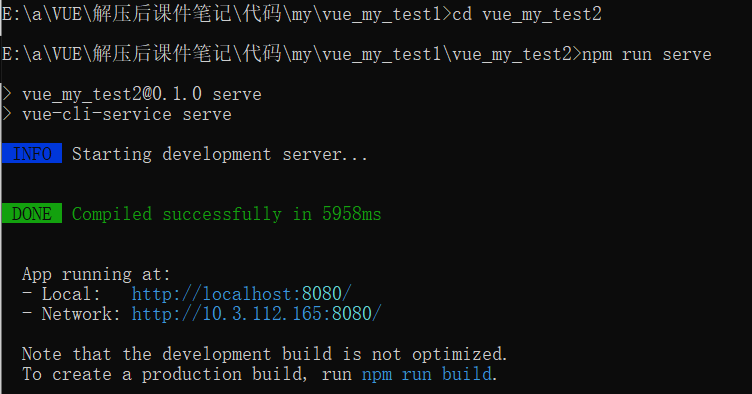 E:\a\VUE\解压后课件笔记\代码\my\vue_my_test1>cd vue_my_test2
E:\a\VUE\解压后课件笔记\代码\my\vue_my_test1\vue_my_test2>npm run serve
> vue_my_test2@0.1.0 serve
> vue-cli-service serve
INFO Starting development server...
DONE Compiled successfully in 5958ms
App running at:
- Local: http://localhost:8080/
- Network: http://10.3.112.165:8080/
Note that the development build is not optimized.
To create a production build, run npm run build.